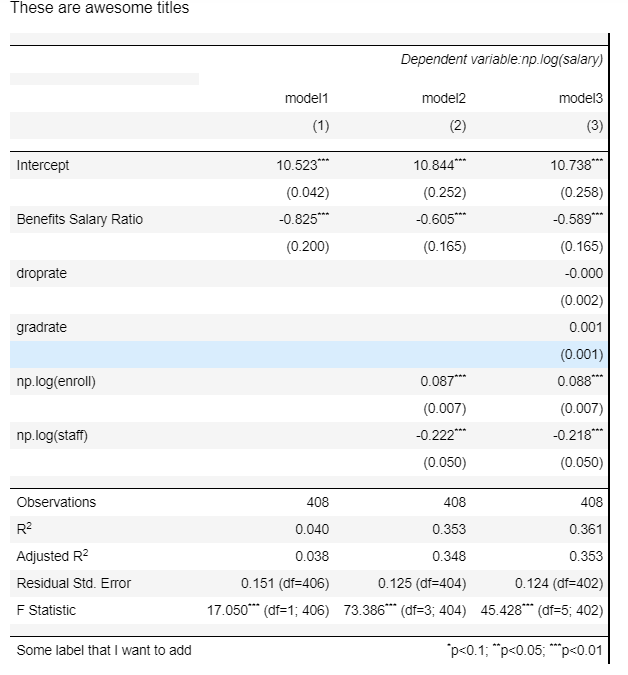 These are awesome titles
Dependent variable:np.log(salary)
model1 model2 model3
(1) (2) (3)
Intercept 10.523*** 10.844*** 10.738***
(0.042) (0.252) (0.258)
Benefits Salary Ratio -0.825*** -0.605*** -0.589***
(0.200) (0.165) (0.165)
droprate -0.000
(0.002)
gradrate 0.001
(0.001)
np.log(enroll) 0.087*** 0.088***
(0.007) (0.007)
np.log(staff) -0.222*** -0.218***
(0.050) (0.050)
Observations 408 408 408
R² 0.040 0.353 0.361
Adjusted R² 0.038 0.348 0.353
Residual Std. Error 0.151 (df=406) 0.125 (df=404) 0.124 (df=402)
F Statistic 17.050*** (df=1; 406) 73.386*** (df=3; 404) 45.428*** (df=5; 402)
Some label that I want to add *p<0.1; **p<0.05; ***p<0.01